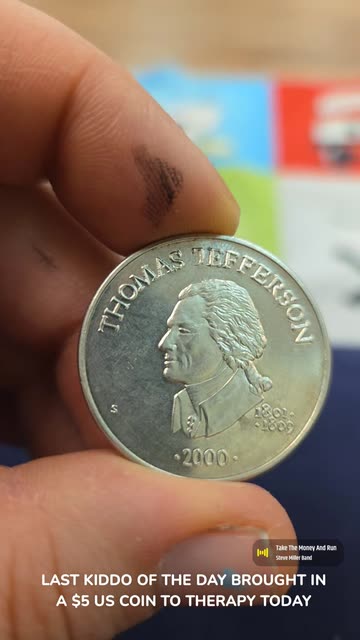 THOMAS JEFFERSON
S
1801-
·1809
·2000·
Take The Money And Run
Steve Miller Band
LAST KIDDO OF THE DAY BROUGHT IN
A $5 US COIN TO THERAPY TODAY